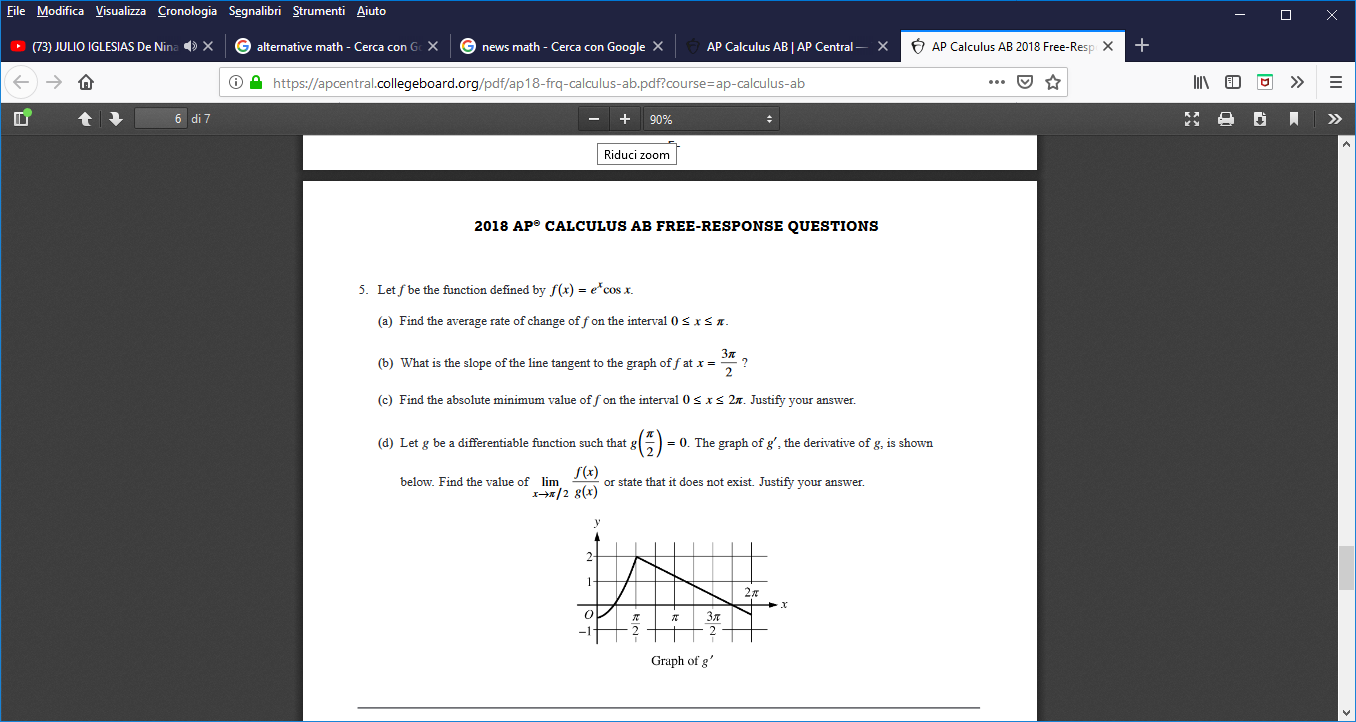 File Modifica Visualizza Cronologia Segnalibri Strumenti Aiuto
(73) JULIO IGLESIAS De Nina
alternative math - Cerca con G
news math - Cerca con Google
AP Calculus AB | AP Central —
AP Calculus AB 2018 Free-Resp
https://apcentral.collegeboard.org/pdf/ap18-frq-calculus-ab.pdf?course=ap-calculus-ab
6 di 7
90%
Riduci zoom
2018 AP® CALCULUS AB FREE-RESPONSE QUESTIONS
5. Let f be the function defined by f(x) = eˣ cos x.
(a) Find the average rate of change of f on the interval 0 ≤ x ≤ π.
(b) What is the slope of the line tangent to the graph of f at x = 3π/2 ?
(c) Find the absolute minimum value of f on the interval 0 ≤ x ≤ 2π. Justify your answer.
(d) Let g be a differentiable function such that g(π/2) = 0. The graph of g′, the derivative of g, is shown
below. Find the value of lim x→π/2 f(x)/g(x) or state that it does not exist. Justify your answer.
y
2
1
2π
x
O
π/2 π 3π/2
−1
Graph of g′